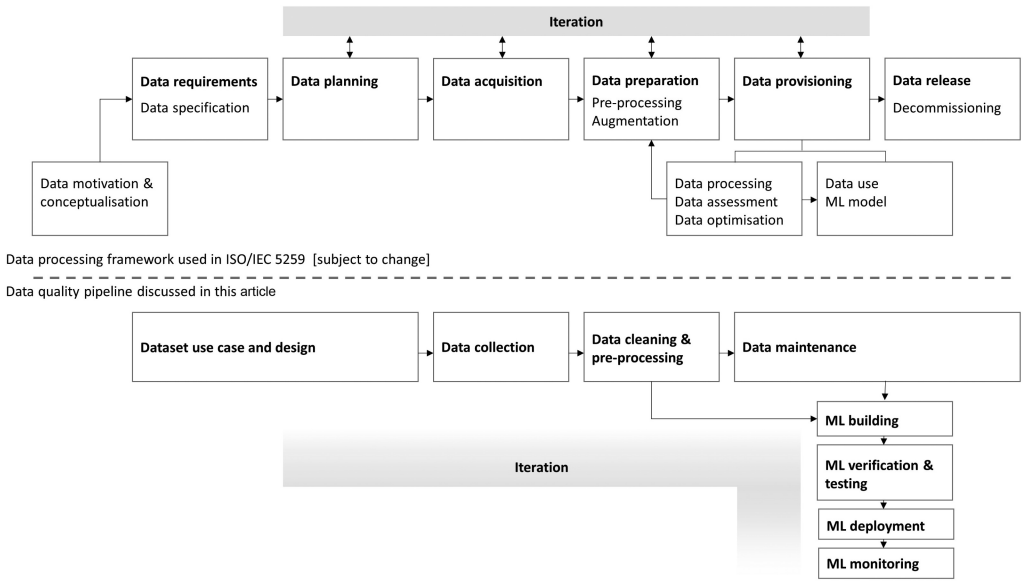 Iteration
Data requirements
Data specification
Data planning
Data acquisition
Data preparation
Pre-processing
Augmentation
Data provisioning
Data release
Decommissioning
Data motivation &
conceptualisation
Data processing
Data assessment
Data optimisation
Data use
ML model
Data processing framework used in ISO/IEC 5259 [subject to change]
Data quality pipeline discussed in this article
Dataset use case and design
Data collection
Data cleaning &
pre-processing
Data maintenance
ML building
Iteration
ML verification &
testing
ML deployment
ML monitoring